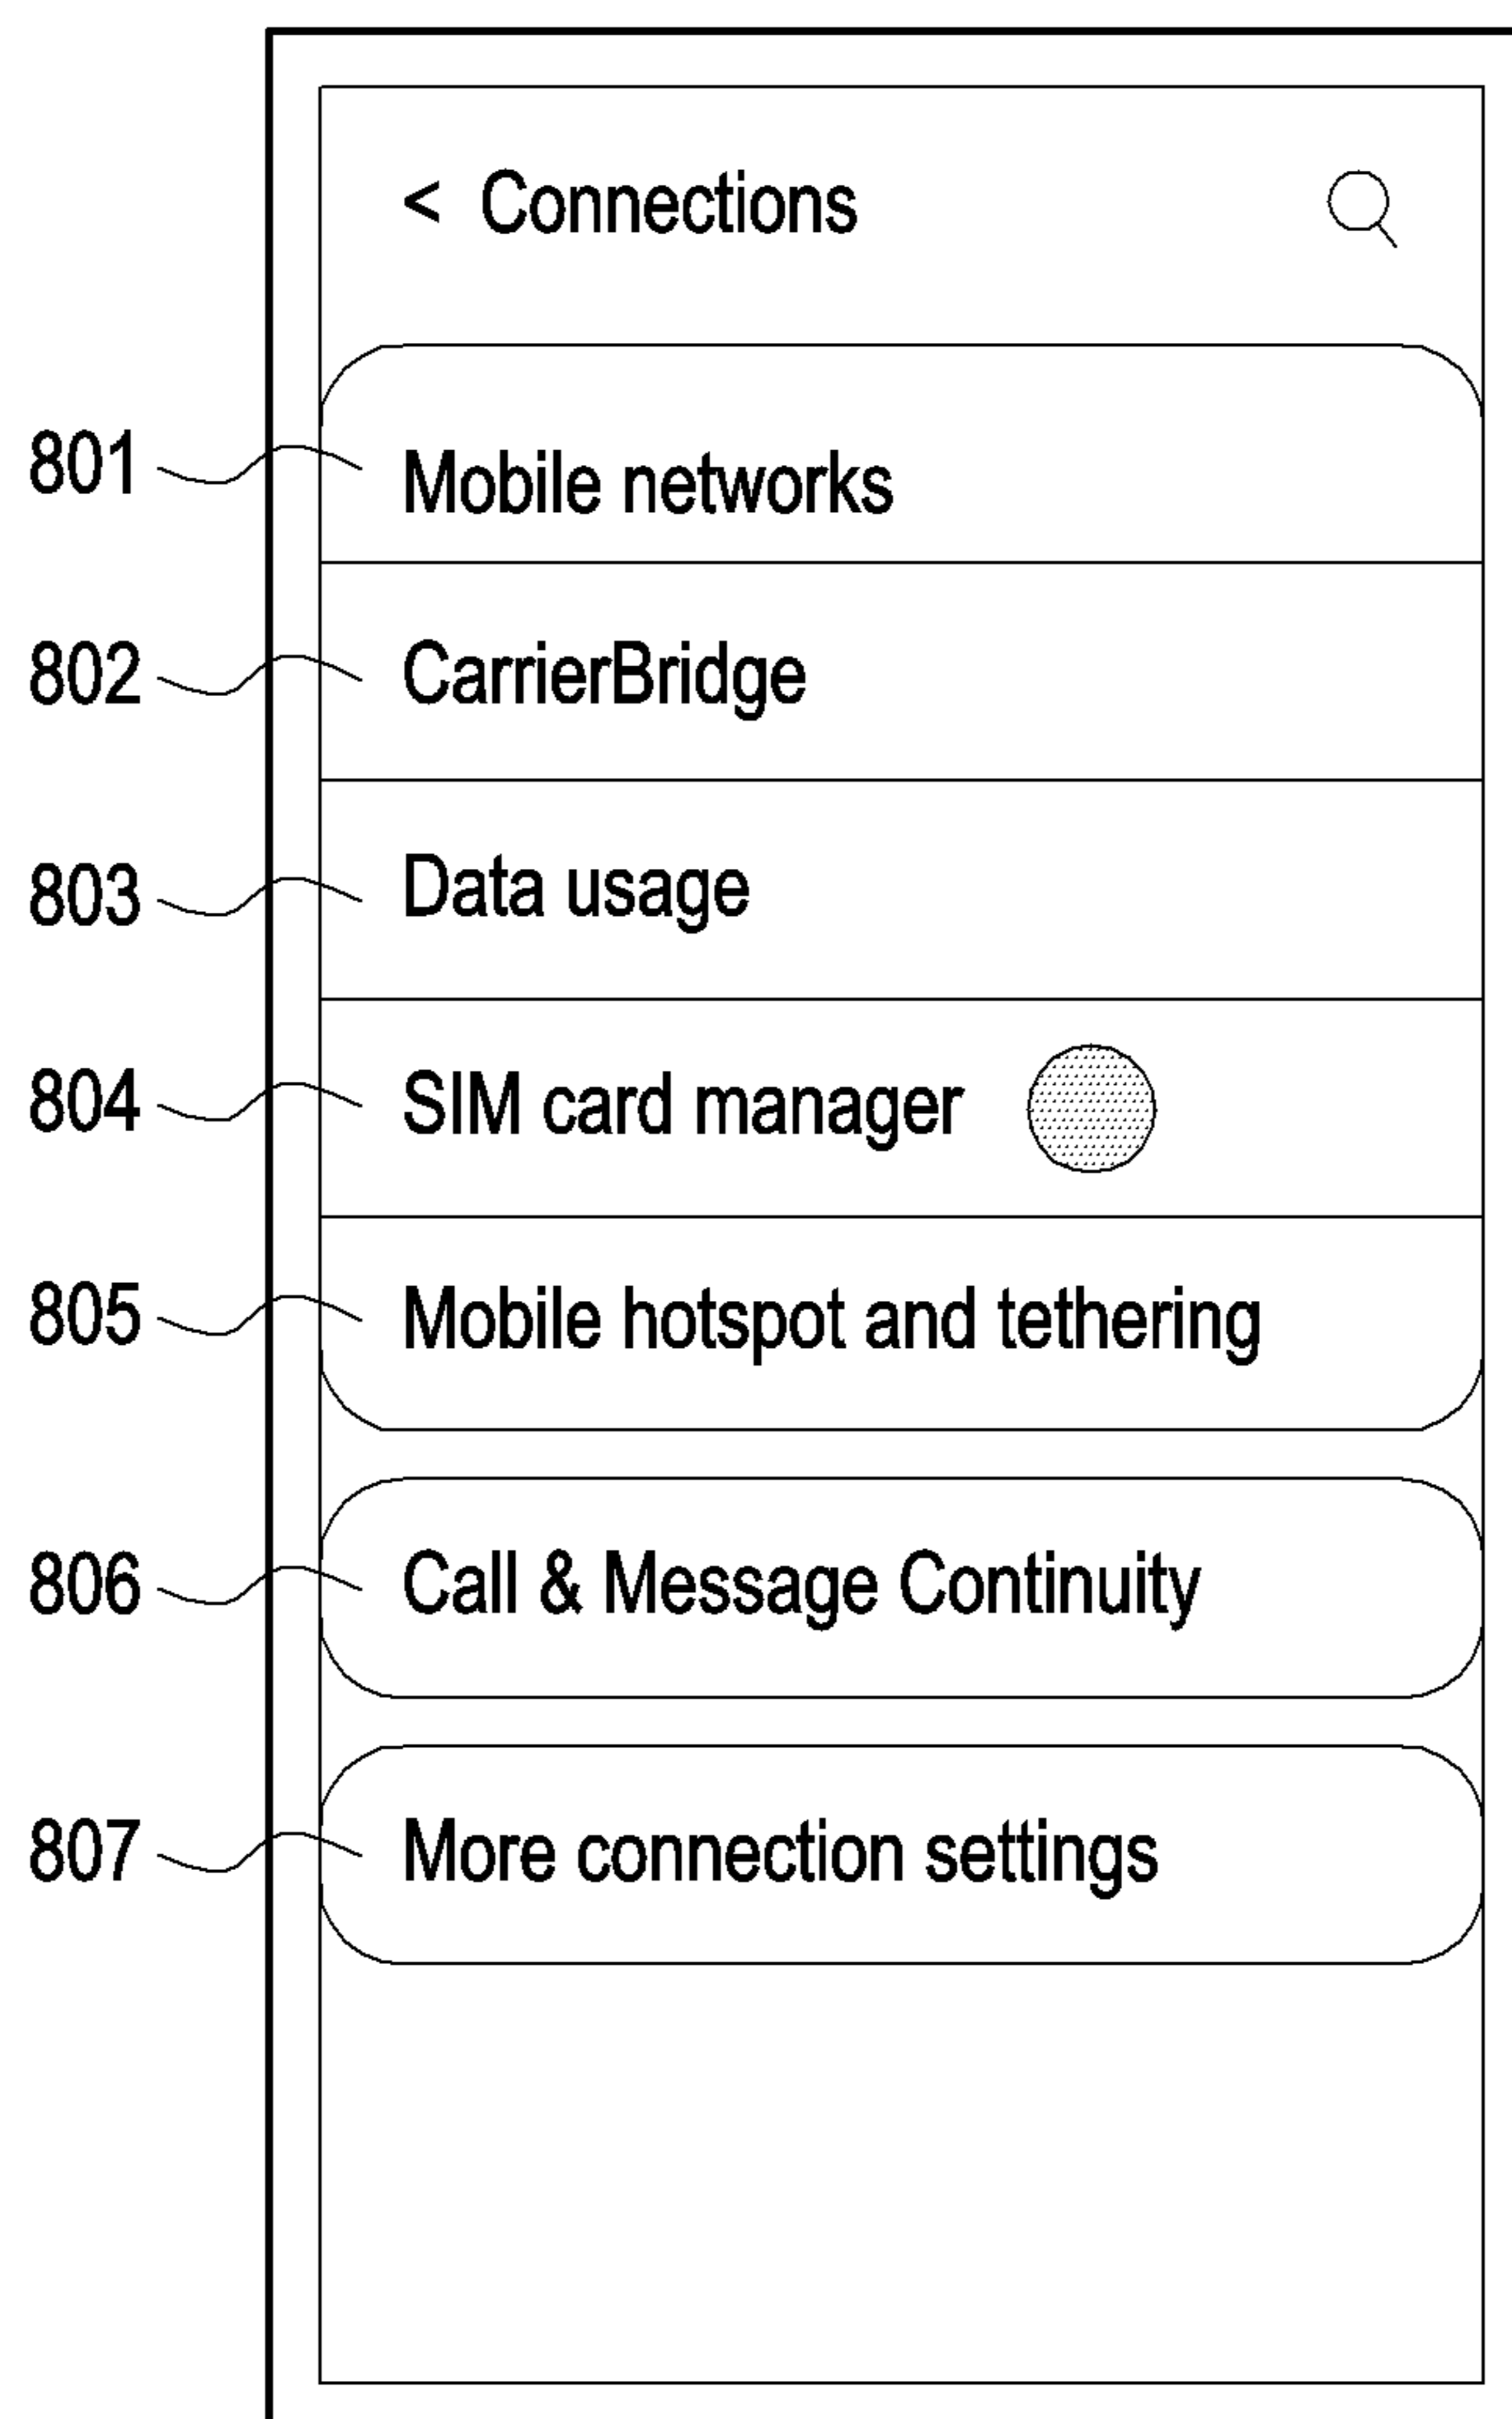 < Connections
801 Mobile networks
802 CarrierBridge
803 Data usage
804 SIM card manager
805 Mobile hotspot and tethering
806 Call & Message Continuity
807 More connection settings